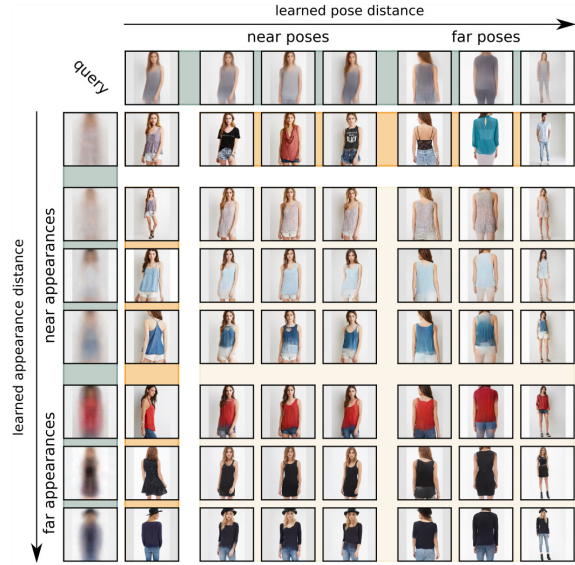 learned pose distance
near poses far poses
query
learned appearance distance
near appearances
far appearances